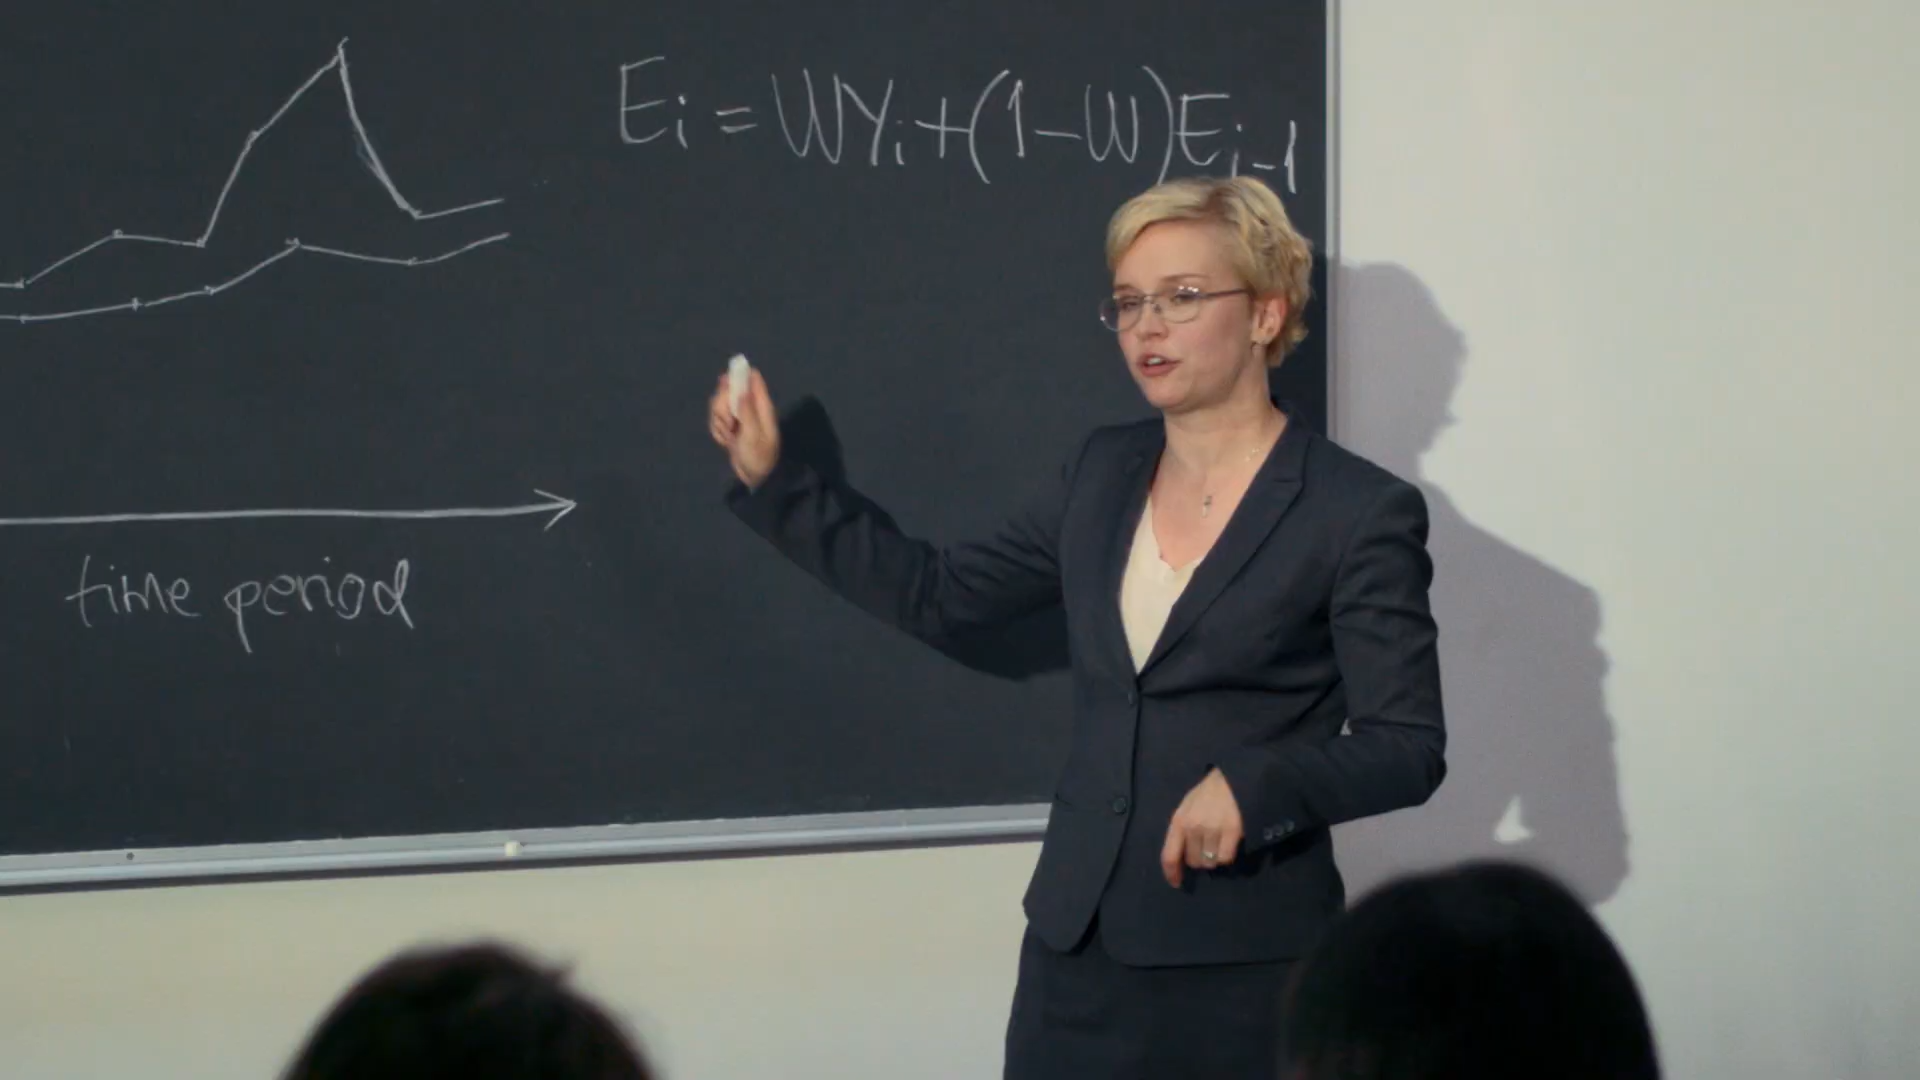 Ei = WYi + (1-W)Ei-1
time period